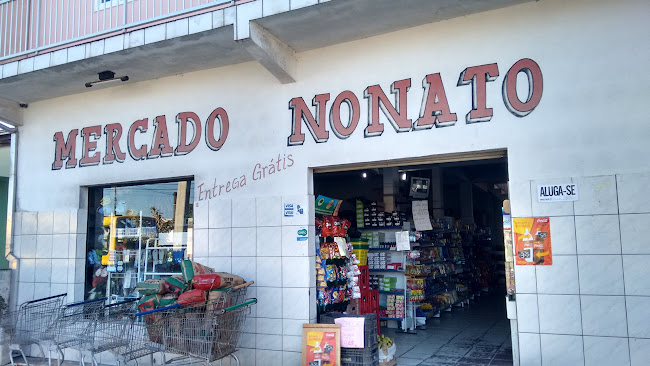 MERCADO NONATO
Entrega Grátis
ALUGA-SE